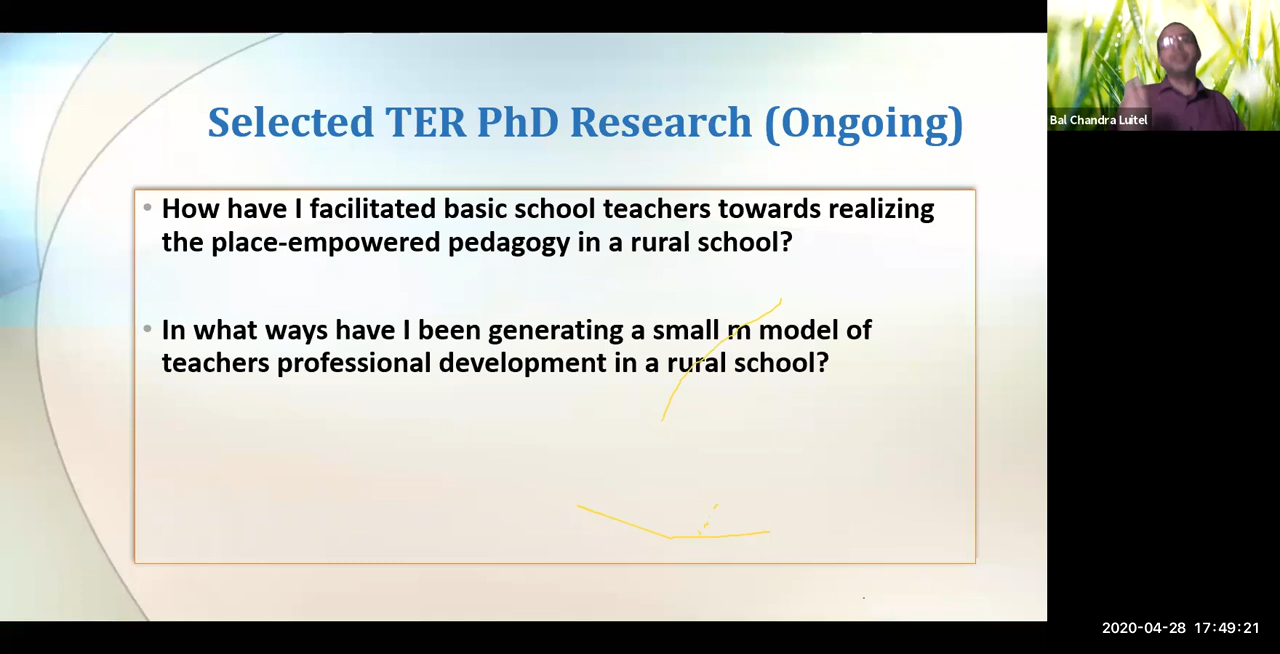 Selected TER PhD Research (Ongoing)
• How have I facilitated basic school teachers towards realizing
the place-empowered pedagogy in a rural school?
• In what ways have I been generating a small m model of
teachers professional development in a rural school?
Bal Chandra Luitel
2020-04-28 17:49:21